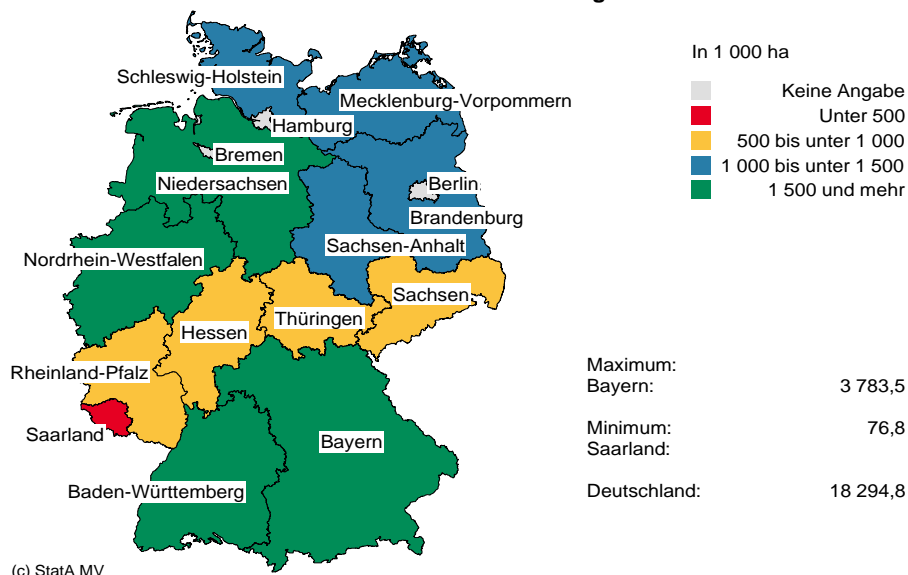 In 1 000 ha
Keine Angabe
Unter 500
500 bis unter 1 000
1 000 bis unter 1 500
1 500 und mehr
Schleswig-Holstein
Mecklenburg-Vorpommern
Hamburg
Bremen
Niedersachsen
Berlin
Brandenburg
Sachsen-Anhalt
Nordrhein-Westfalen
Sachsen
Thüringen
Hessen
Rheinland-Pfalz
Saarland
Bayern
Baden-Württemberg
Maximum:
Bayern: 3 783,5
Minimum: 76,8
Saarland:
Deutschland: 18 294,8
(c) StatA MV